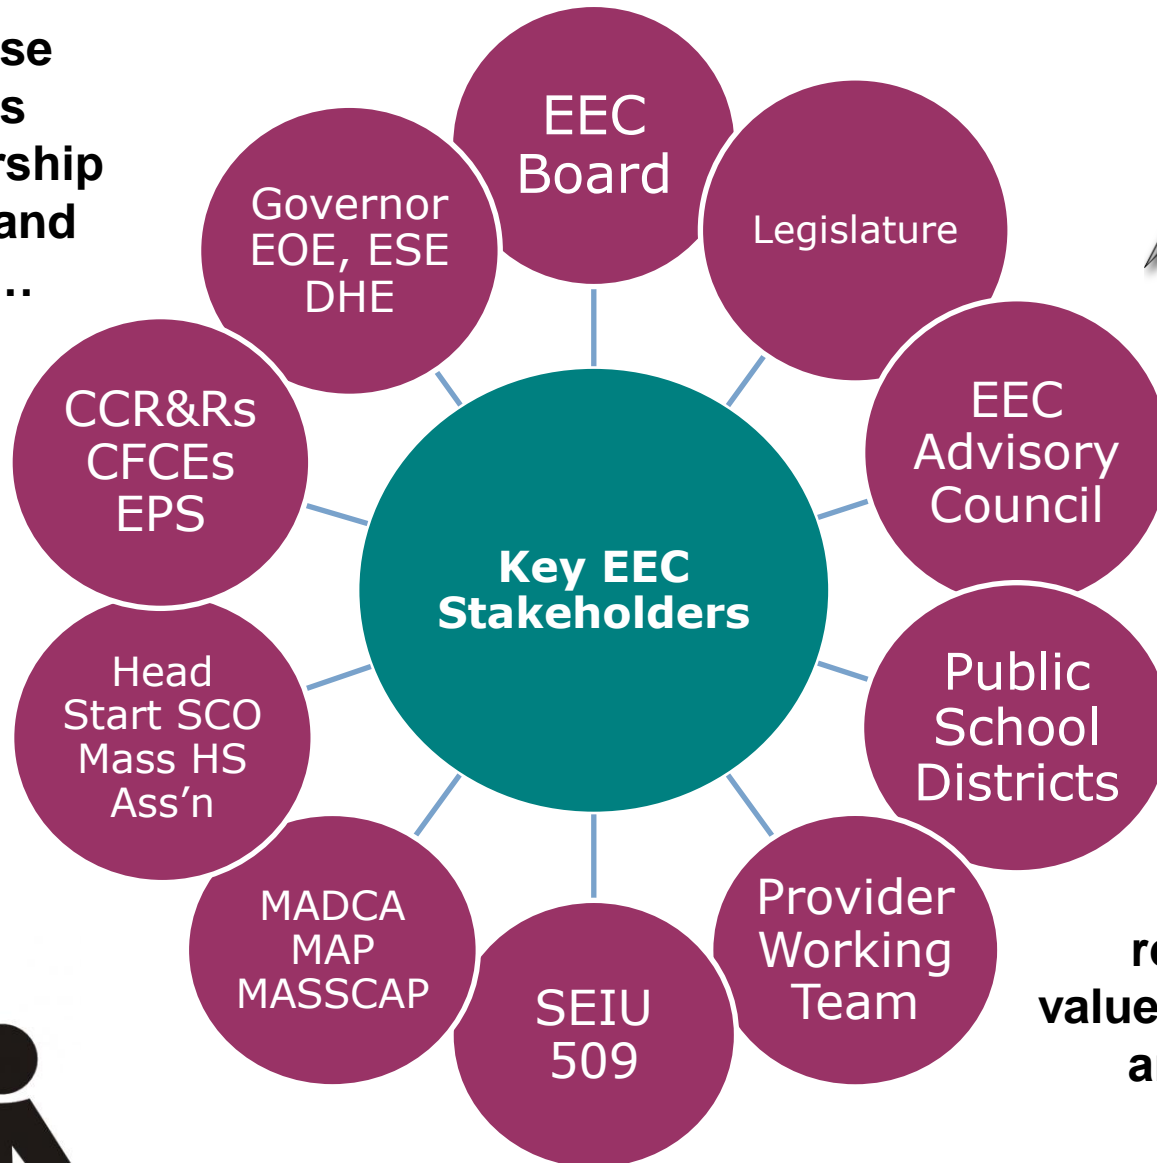 se
s
rship
and
…
EEC
Board
Legislature
EEC
Advisory
Council
Public
School
Districts
Provider
Working
Team
SEIU
509
MADCA
MAP
MASSCAP
Head
Start SCO
Mass HS
Ass’n
CCR&Rs
CFCEs
EPS
Governor
EOE, ESE
DHE
Key EEC
Stakeholders
value